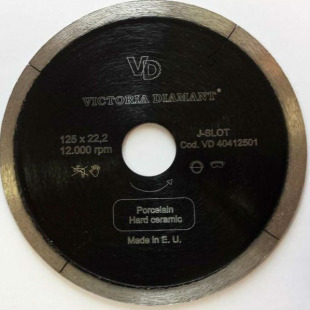 VD
VICTORIA DIAMANT®
125 x 22,2
12.000 rpm
J-SLOT
Cod. VD 40412501
Porcelain
Hard ceramic
Made in E. U.